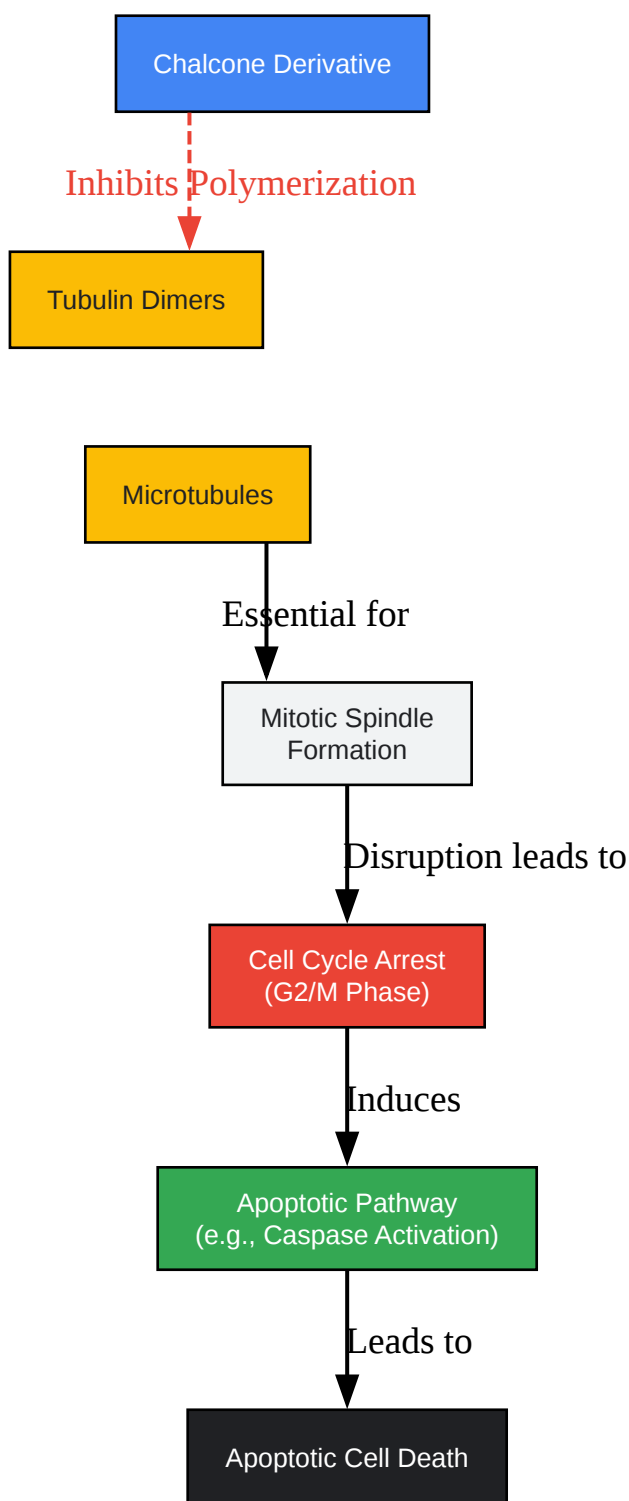 Chalcone Derivative
Inhibits Polymerization
Tubulin Dimers
Microtubules
Essential for
Mitotic Spindle
Formation
Disruption leads to
Cell Cycle Arrest
(G2/M Phase)
Induces
Apoptotic Pathway
(e.g., Caspase Activation)
Leads to
Apoptotic Cell Death